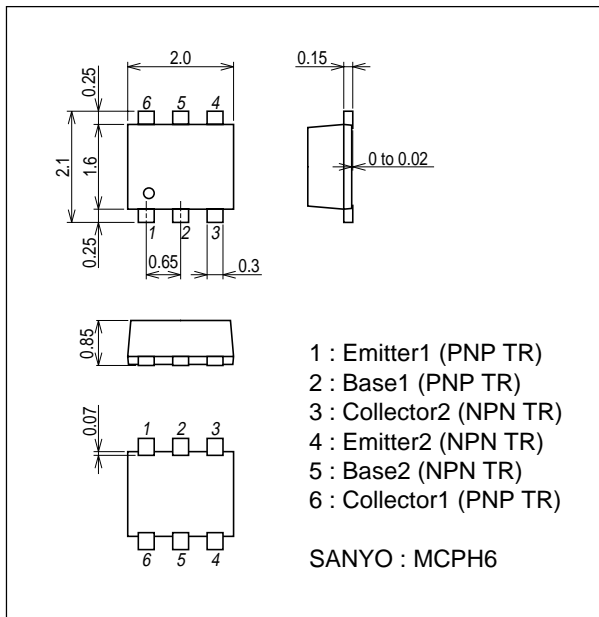 0.25
2.0
0.15
6 5 4
2.1
1.6
0 to 0.02
0.25
1 2 3
0.65
0.3
0.85
1 : Emitter1 (PNP TR)
2 : Base1 (PNP TR)
3 : Collector2 (NPN TR)
4 : Emitter2 (NPN TR)
5 : Base2 (NPN TR)
6 : Collector1 (PNP TR)
0.07
1 2 3
6 5 4
SANYO : MCPH6